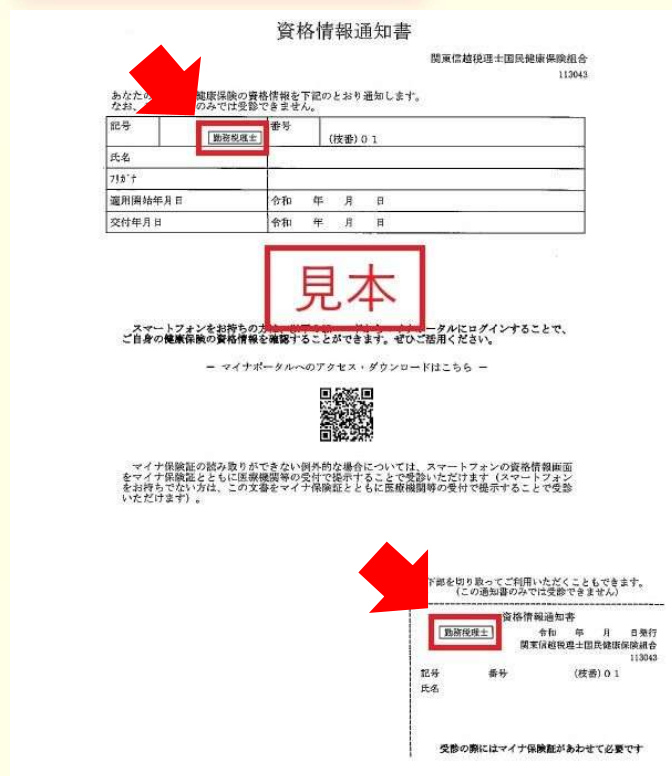 資格情報通知書
関東信越税理士国民健康保険組合
113043
あなたの 健康保険の資格情報を下記のとおり通知します。
なお、 のみでは受診できません。
記号 勤務税理士 番号 (枝番)01
氏名
フリガナ
適用開始年月日 令和 年 月 日
交付年月日 令和 年 月 日
見本
スマートフォンをお持ちの方は、 ータルにログインすることで、
ご自身の健康保険の資格情報を確認することができます。ぜひご活用ください。
― マイナポータルへのアクセス・ダウンロードはこちら ―
マイナ保険証の読み取りができない例外的な場合については、スマートフォンの資格情報画面
をマイナ保険証とともに医療機関等の受付で提示することで受診いただけます(スマートフォン
をお持ちでない方は、この文書をマイナ保険証とともに医療機関等の受付で提示することで受診
いただけます)。
下部を切り取ってご利用いただくこともできます。
(この通知書のみでは受診できません)
資格情報通知書
勤務税理士 令和 年 月 日発行
関東信越税理士国民健康保険組合
113043
記号 番号 (枝番)01
氏名
受診の際にはマイナ保険証があわせて必要です